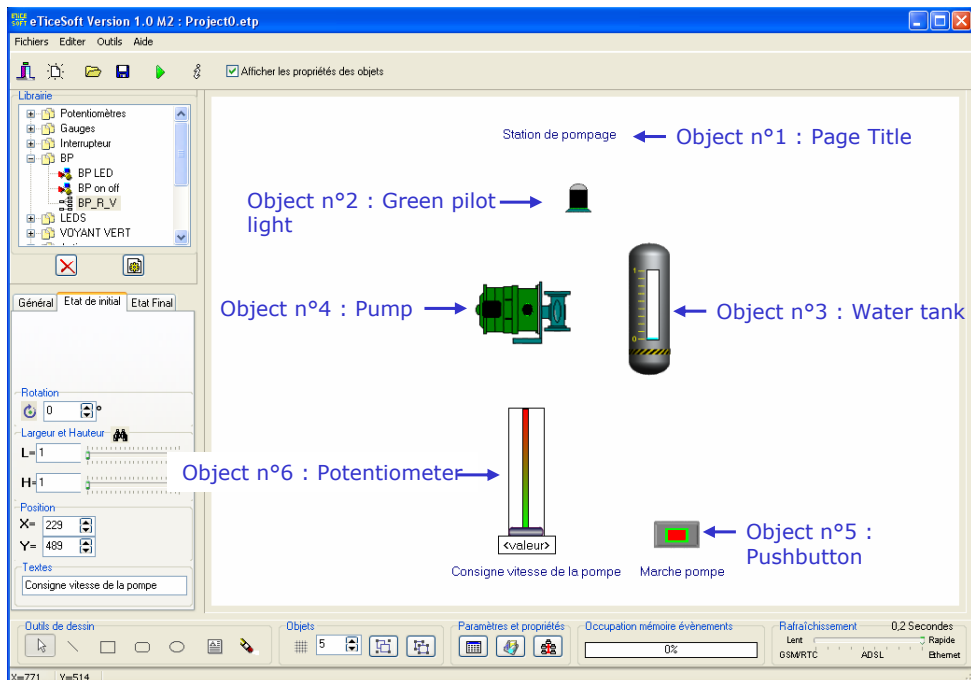 eTiceSoft Version 1.0 M2 : Project0.etp
Fichiers Editer Outils Aide
Afficher les propriétés des objets
Librairie
Potentiomètres
Gauges
Interrupteur
BP
BP LED
BP on off
BP_R_V
LEDS
VOYANT VERT
Général Etat de initial Etat Final
Rotation
0 °
Largeur et Hauteur
L= 1
H= 1
Position
X= 229
Y= 489
Textes
Consigne vitesse de la pompe
Station de pompage
Object n°1 : Page Title
Object n°2 : Green pilot
light
Object n°4 : Pump
1
0
Object n°3 : Water tank
Object n°6 : Potentiometer
<valeur>
Object n°5 :
Pushbutton
Consigne vitesse de la pompe Marche pompe
Outils de dessin
Objets
5
Paramètres et propriétés
Occupation mémoire évènements
0%
Rafraîchissement 0,2 Secondes
Lent Rapide
GSM/RTC ADSL Ethernet
X=771 Y=514